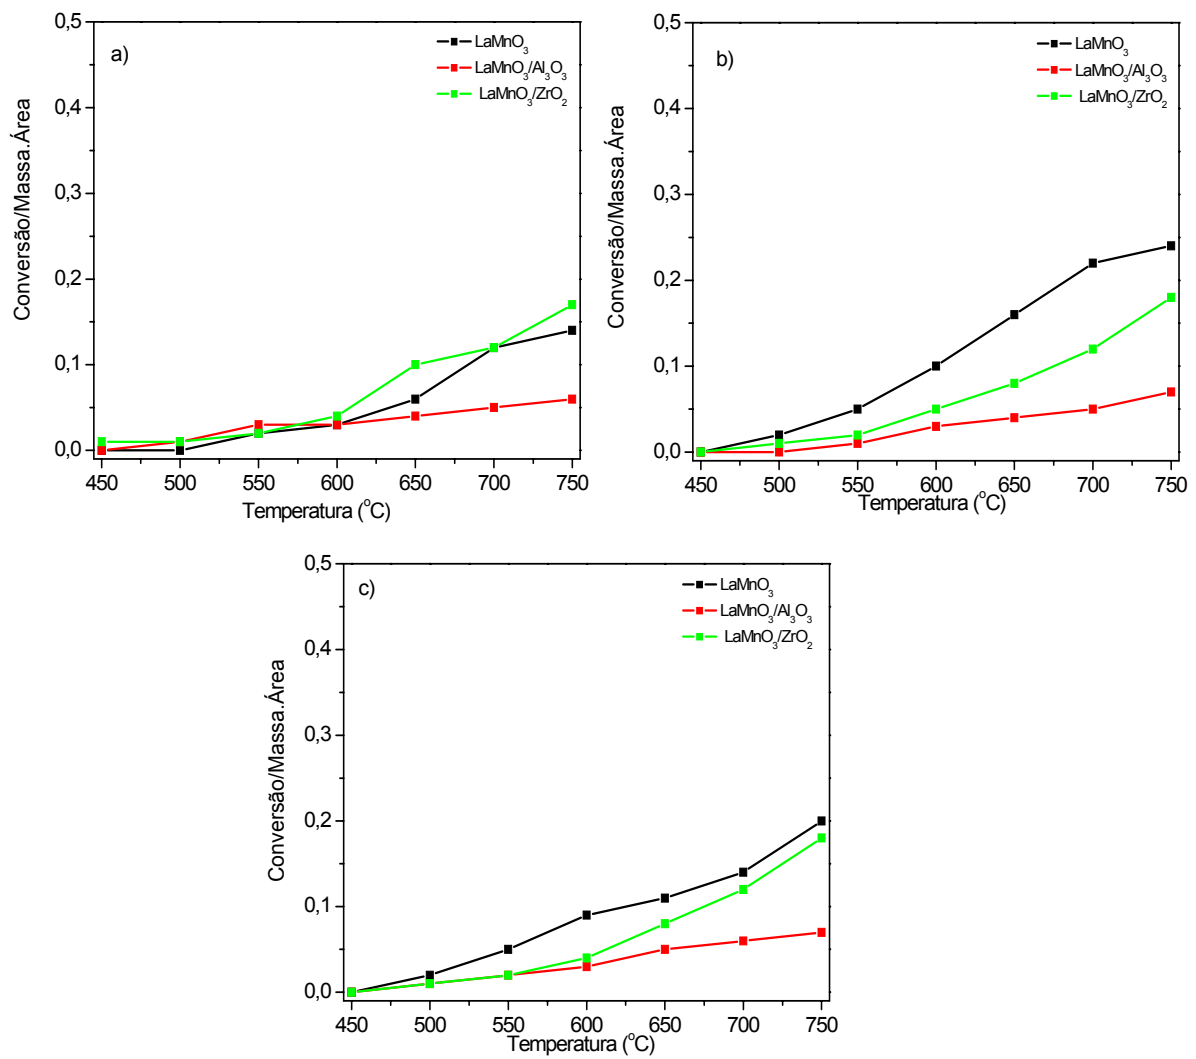 a)
LaMnO3
LaMnO3/Al3O3
LaMnO3/ZrO2
Conversão/Massa.Área
0,5
0,4
0,3
0,2
0,1
0,0
450 500 550 600 650 700 750
Temperatura (°C)
b)
LaMnO3
LaMnO3/Al3O3
LaMnO3/ZrO2
Conversão/Massa.Área
0,5
0,4
0,3
0,2
0,1
0,0
450 500 550 600 650 700 750
Temperatura (°C)
c)
LaMnO3
LaMnO3/Al3O3
LaMnO3/ZrO2
Conversão/Massa.Área
0,5
0,4
0,3
0,2
0,1
0,0
450 500 550 600 650 700 750
Temperatura (°C)